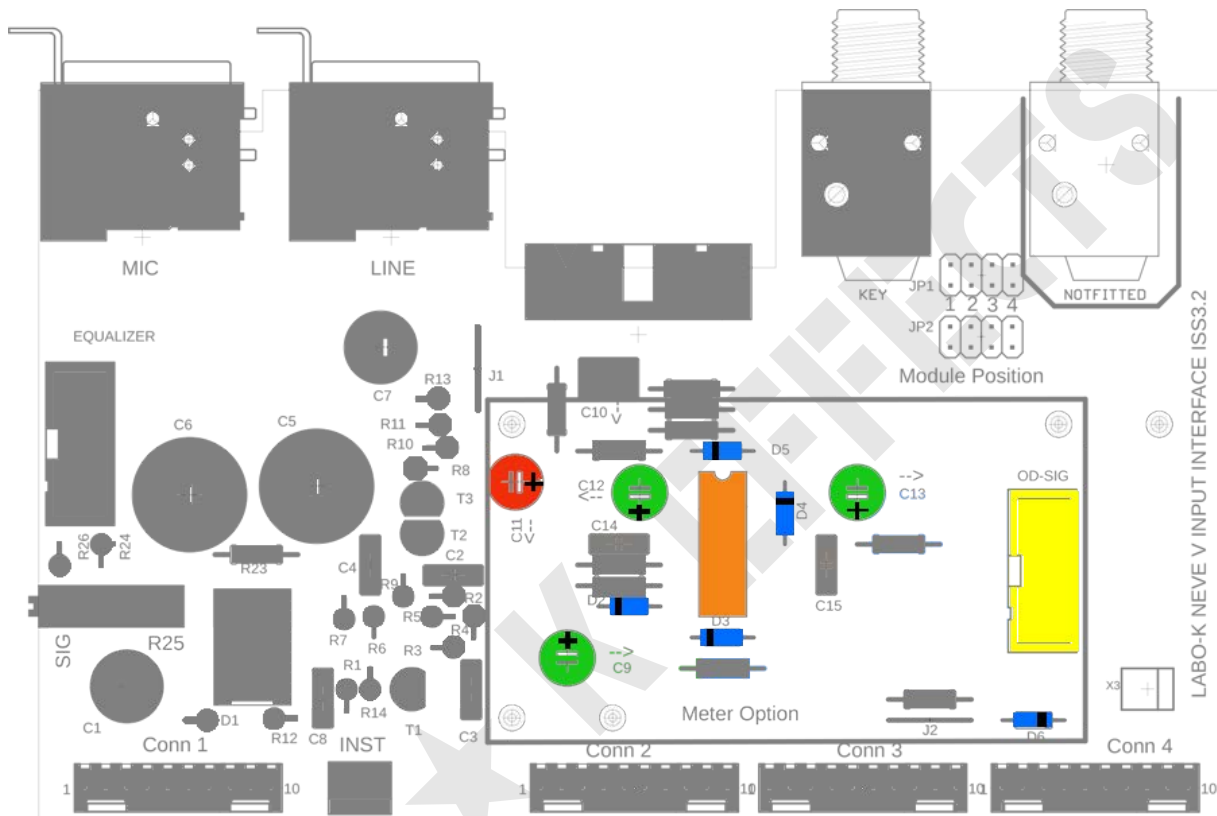 MIC
LINE
KEY
JP1
1 2 3 4
NOTFITTED
JP2
Module Position
LABO-K NEVE V INPUT INTERFACE ISS3.2
EQUALIZER
C7
J1
R13
R11
R10
R8
T3
T2
C6
C5
C10
-->
D5
C11
-->
C12
<--
D4
-->
C13
OD-SIG
C14
R26
R24
R23
C4
C2
R9
R2
R5
R4
R7
R6
R3
D2
D3
C15
SIG
R25
C9
-->
R1
R14
T1
C3
C8
C1
D1
R12
Meter Option
J2
D6
X3
Conn 1
INST
Conn 2
Conn 3
Conn 4
1 10
1 10
10
1 10
K EFFECTS